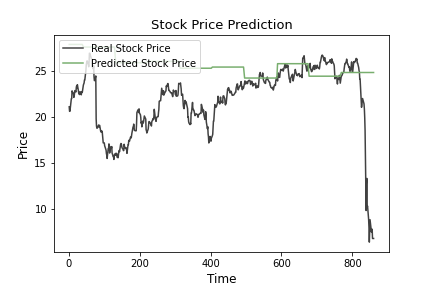 Stock Price Prediction
Real Stock Price
Predicted Stock Price
25
20
15
10
Price
0 200 400 600 800
Time